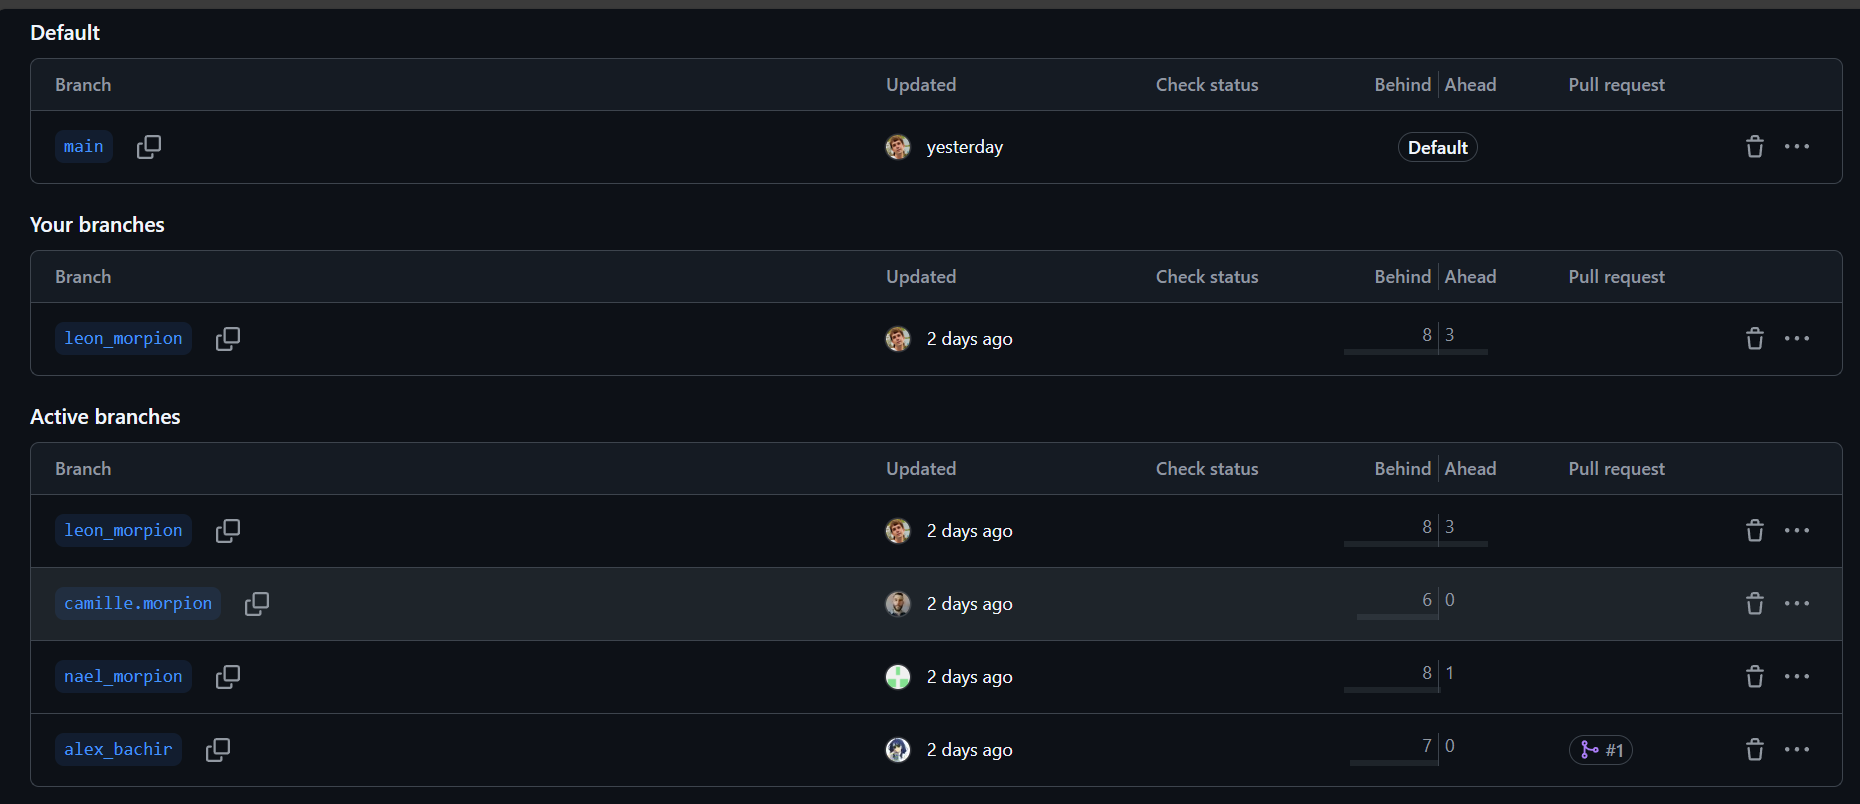 Default
Branch Updated Check status Behind Ahead Pull request
main yesterday Default
Your branches
Branch Updated Check status Behind Ahead Pull request
leon_morpion 2 days ago 8 3
Active branches
Branch Updated Check status Behind Ahead Pull request
leon_morpion 2 days ago 8 3
camille.morpion 2 days ago 6 0
nael_morpion 2 days ago 8 1
alex_bachir 2 days ago 7 0 #1